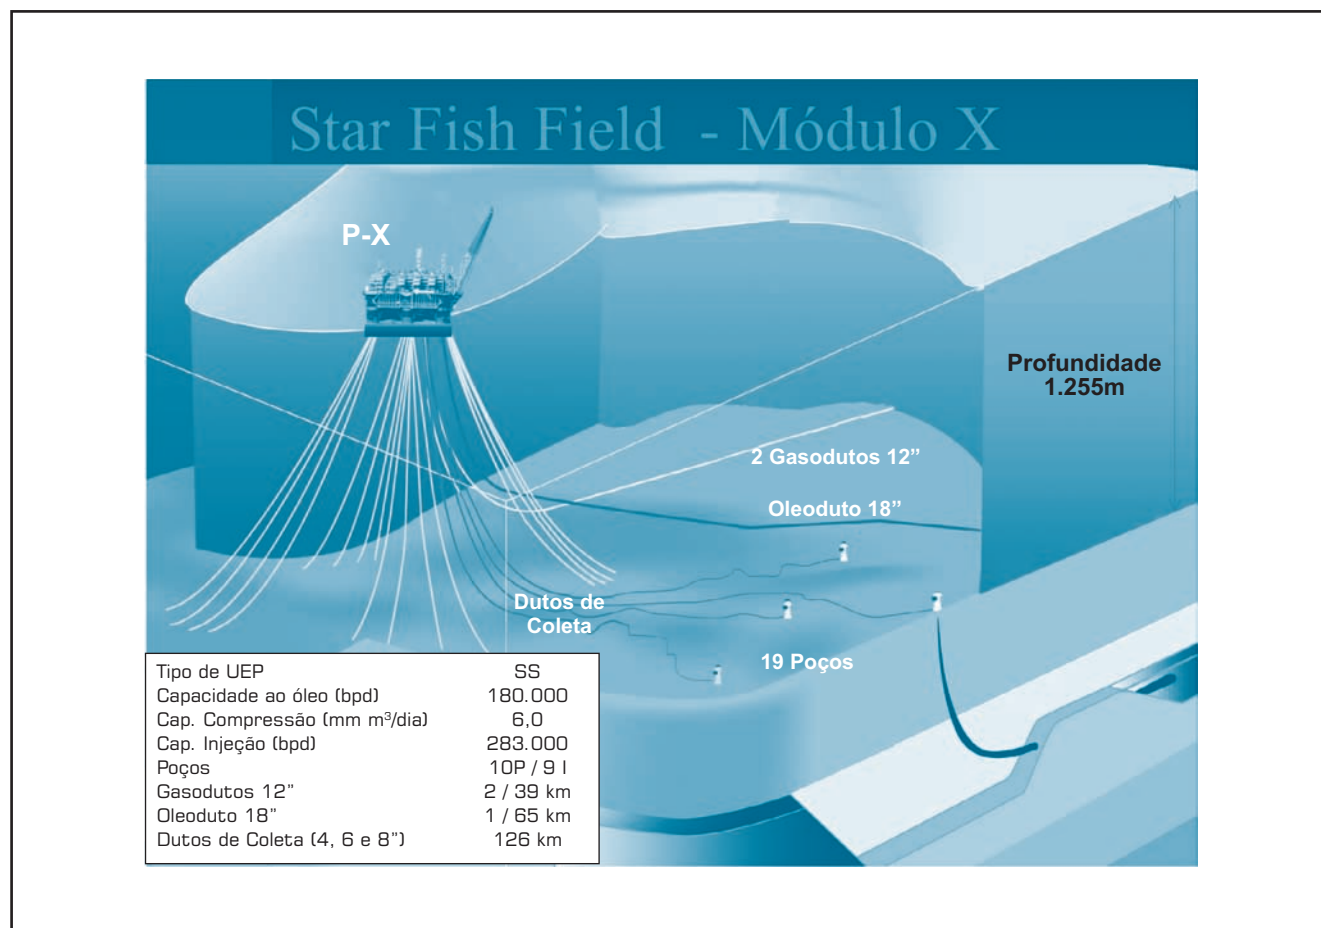 Star Fish Field - Módulo X
P-X
Profundidade
1.255m
2 Gasodutos 12”
Oleoduto 18”
Dutos de
Coleta
19 Poços
Tipo de UEP SS
Capacidade ao óleo (bpd) 180.000
Cap. Compressão (mm m³/dia) 6,0
Cap. Injeção (bpd) 283.000
Poços 10P / 9 I
Gasodutos 12” 2 / 39 km
Oleoduto 18” 1 / 65 km
Dutos de Coleta (4, 6 e 8”) 126 km